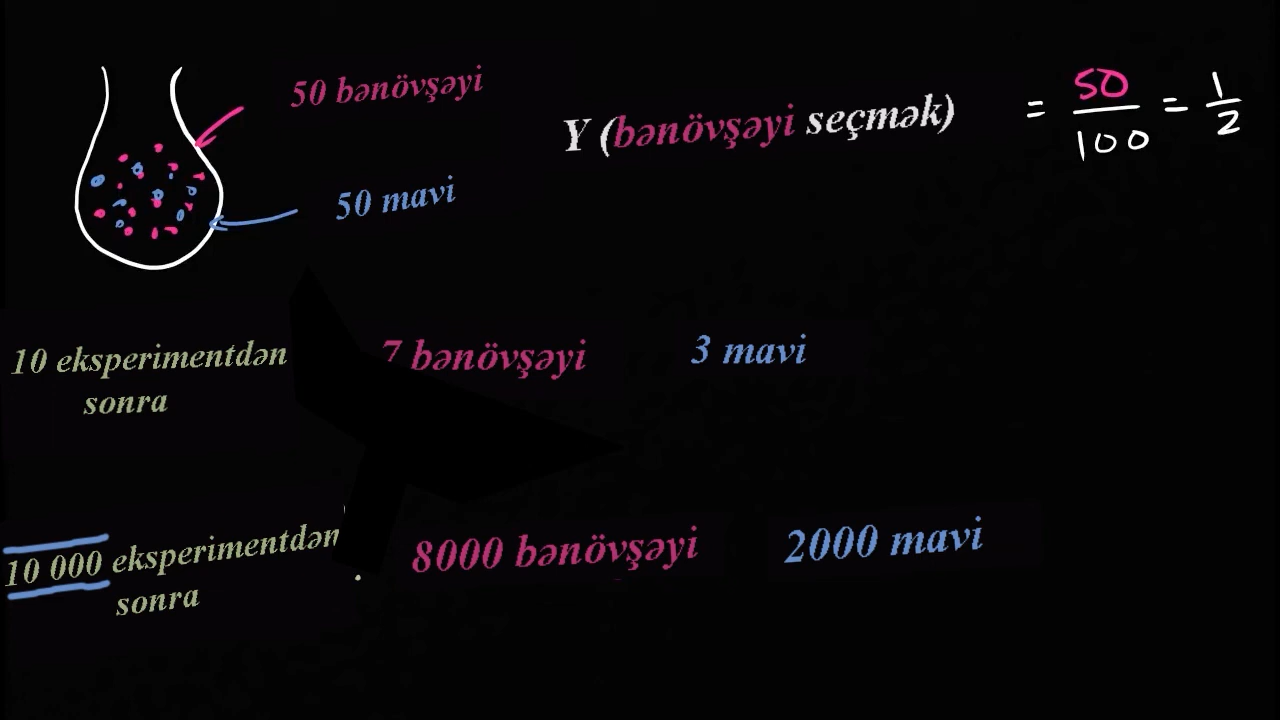 50 bənövşəyi
Y (bənövşəyi seçmək) = 50/100 = 1/2
50 mavi
10 eksperimentdən sonra
7 bənövşəyi
3 mavi
10 000 eksperimentdən sonra
8000 bənövşəyi
2000 mavi